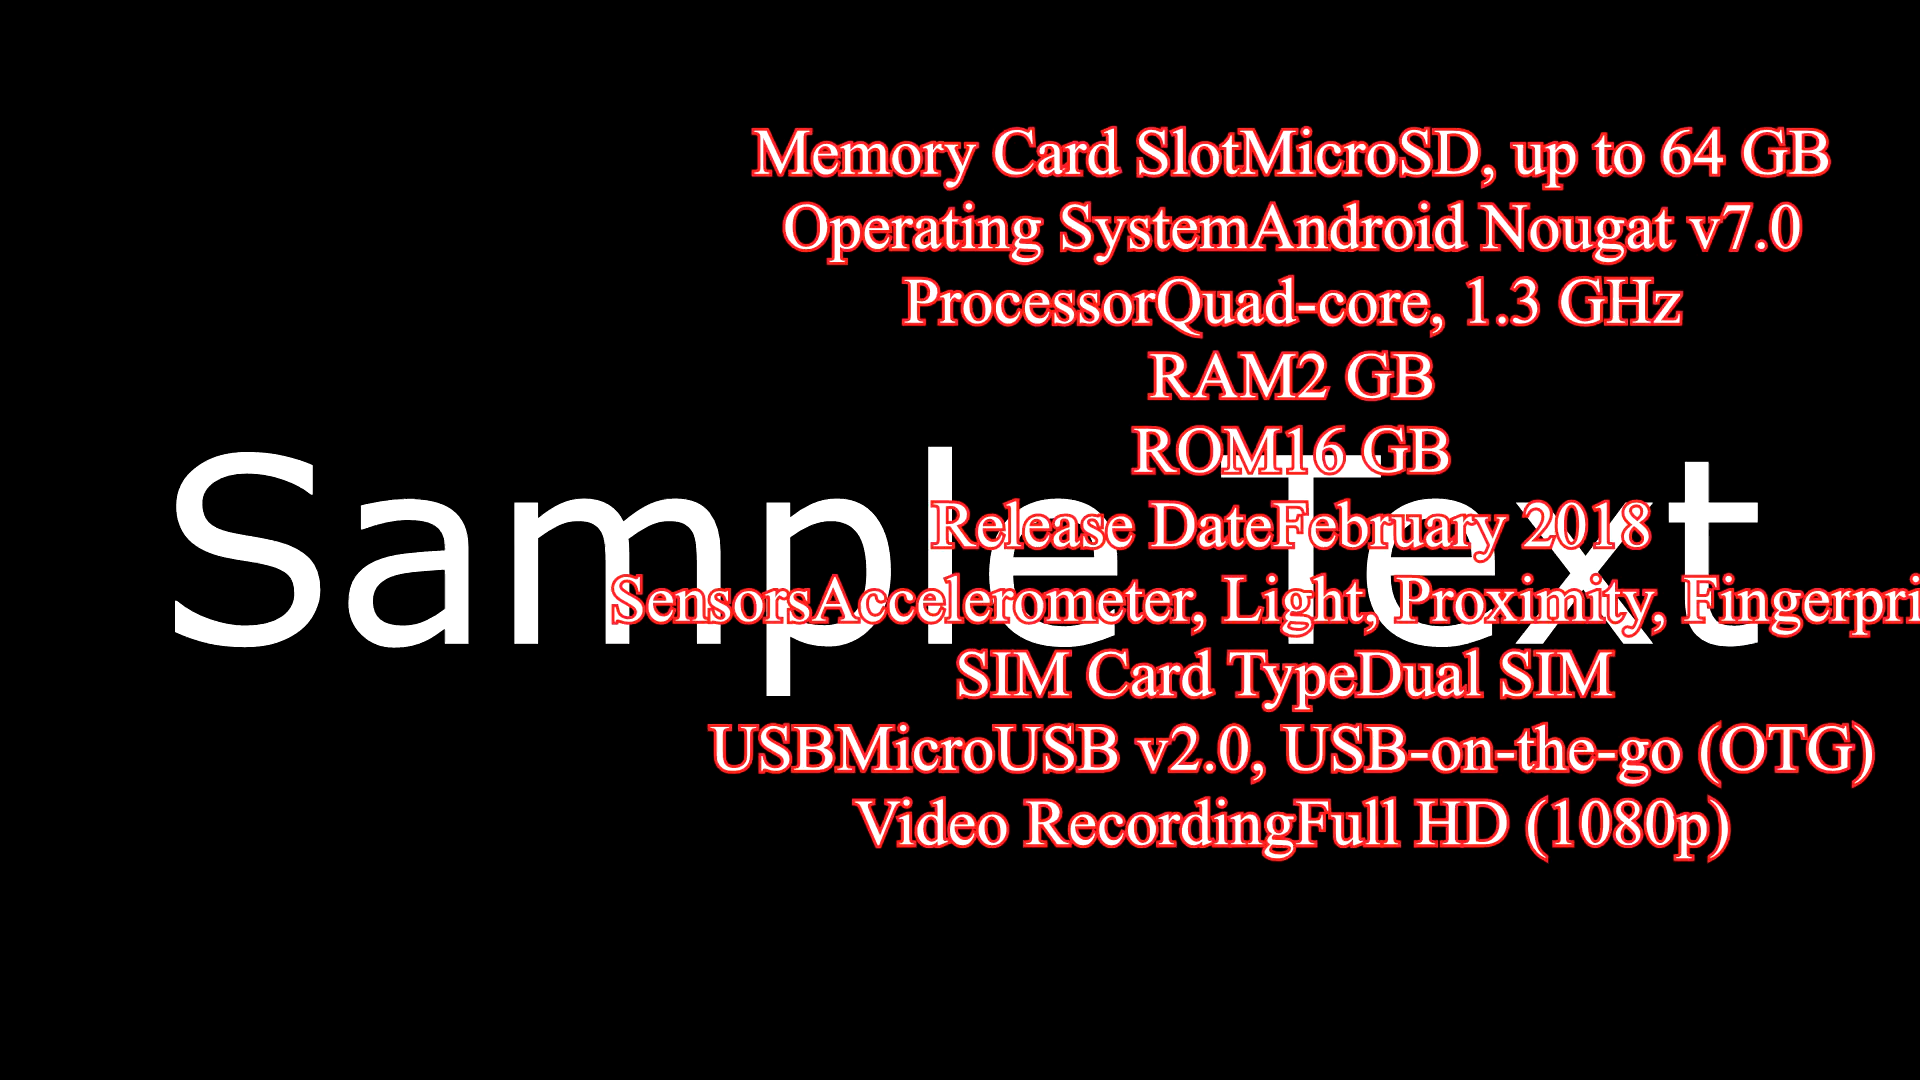 Memory Card SlotMicroSD, up to 64 GB
Operating SystemAndroid Nougat v7.0
ProcessorQuad-core, 1.3 GHz
RAM2 GB
ROM16 GB
Sample Text
Release DateFebruary 2018
SensorsAccelerometer, Light, Proximity, Fingerpri
SIM Card TypeDual SIM
USBMicroUSB v2.0, USB-on-the-go (OTG)
Video RecordingFull HD (1080p)